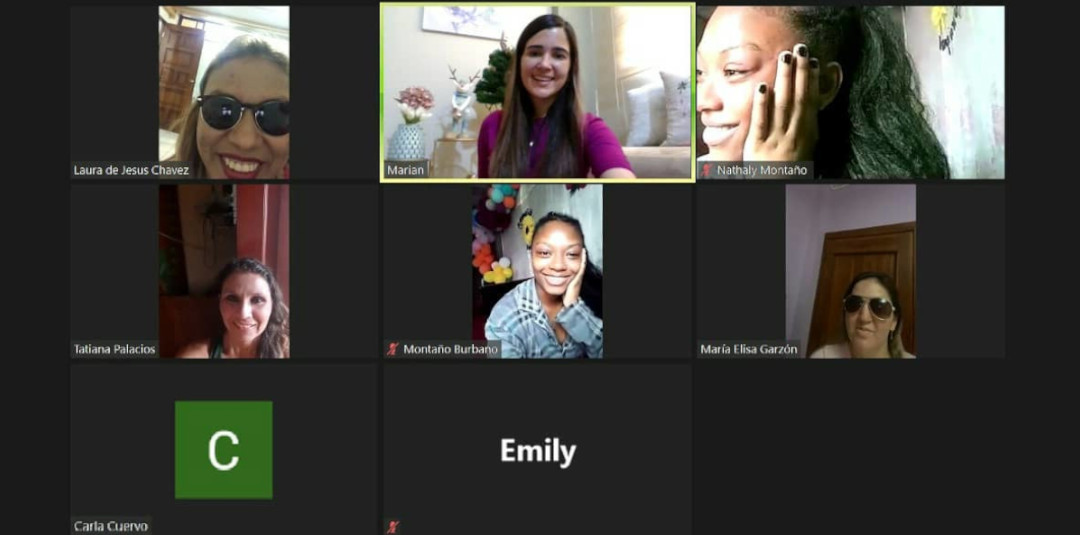 Laura de Jesus Chavez
Marian
Nathaly Montaño
Tatiana Palacios
Montaño Burbano
María Elisa Garzón
C
Emily
Carla Cuervo